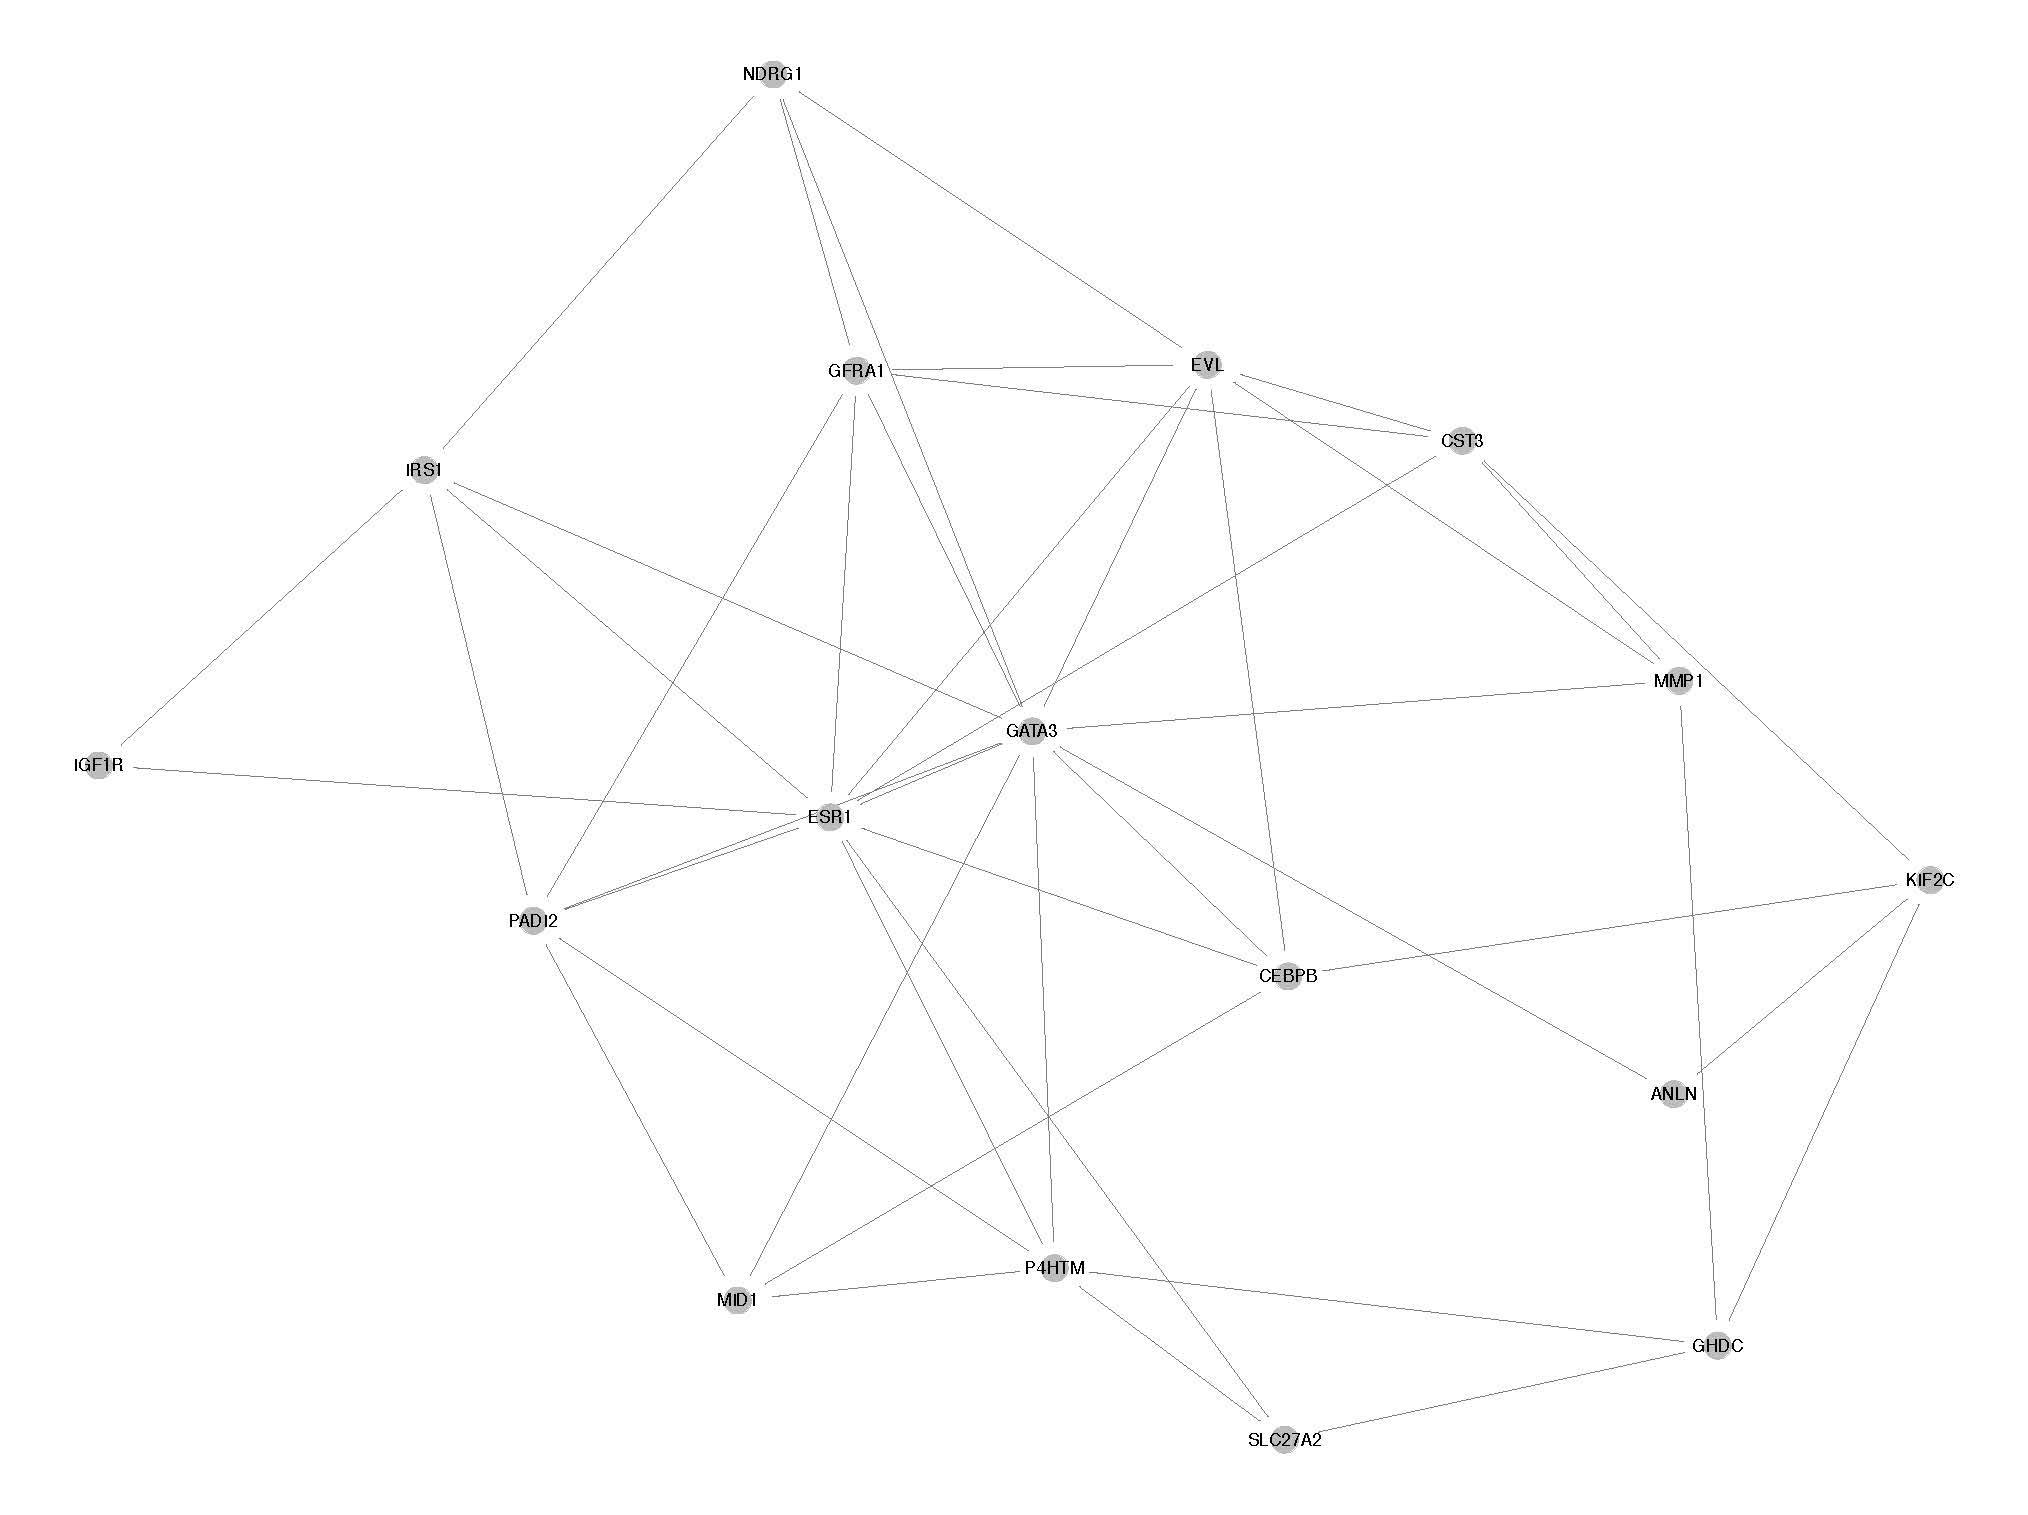 NDRG1
EVL
GFRA1
CST3
IRS1
MMP1
GATA3
IGF1R
ESR1
KIF2C
PADI2
CEBPB
ANLN
P4HTM
MID1
GHDC
SLC27A2